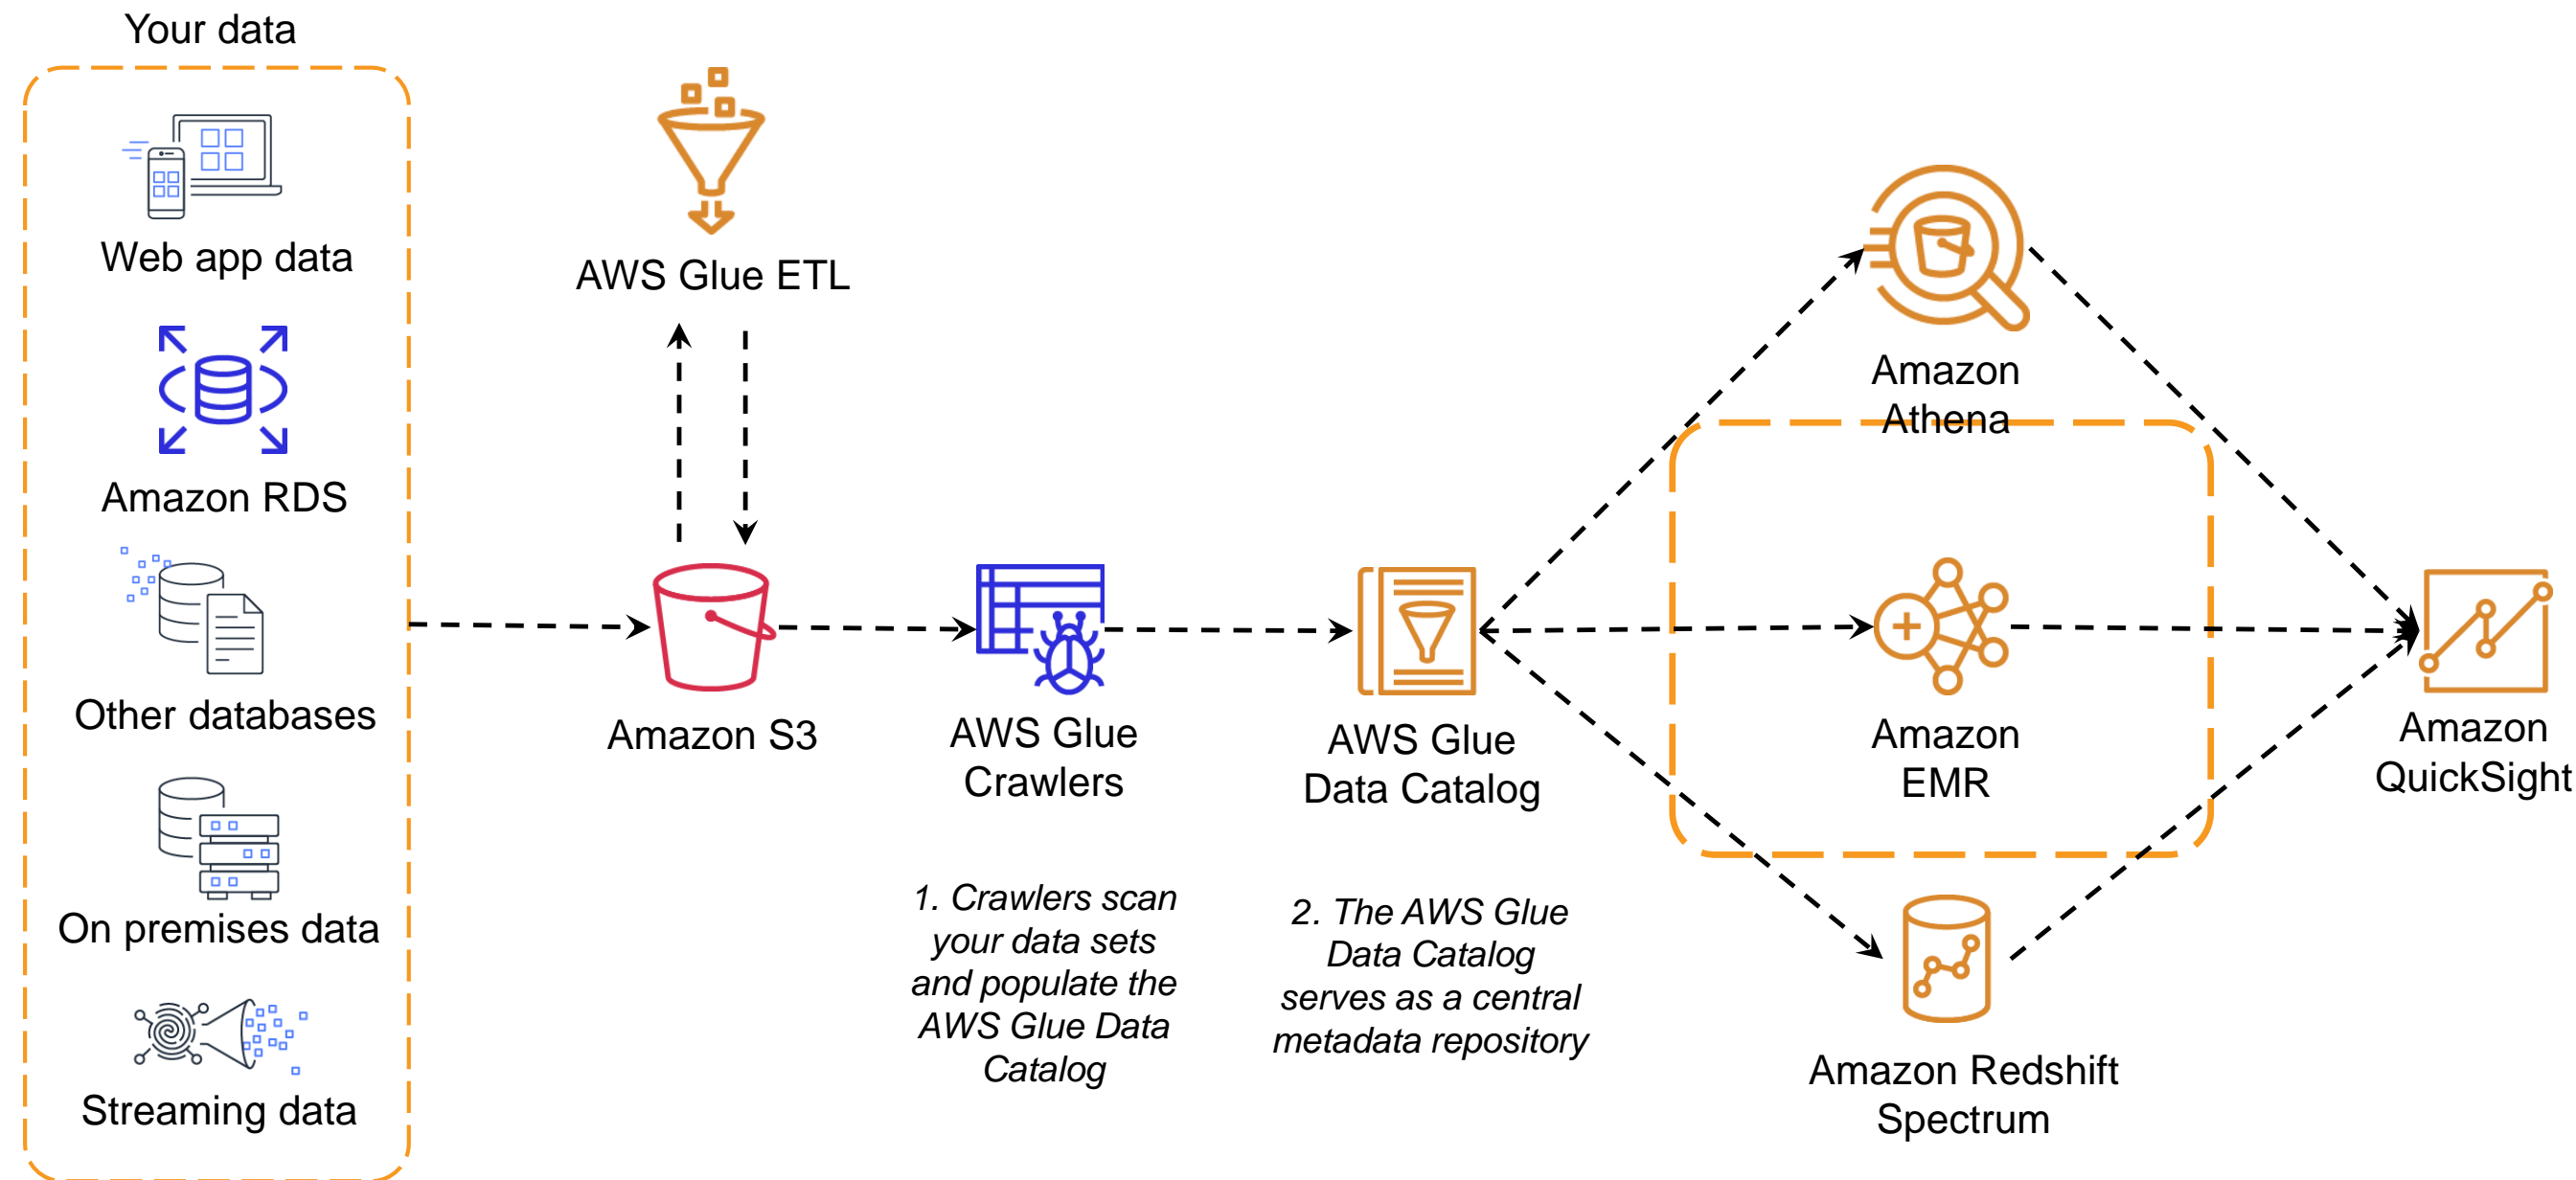 Your data
Web app data
Amazon RDS
Other databases
On premises data
Streaming data
AWS Glue ETL
Amazon S3
AWS Glue
Crawlers
1. Crawlers scan
your data sets
and populate the
AWS Glue Data
Catalog
AWS Glue
Data Catalog
2. The AWS Glue
Data Catalog
serves as a central
metadata repository
Amazon
Athena
Amazon
EMR
Amazon Redshift
Spectrum
Amazon
QuickSight